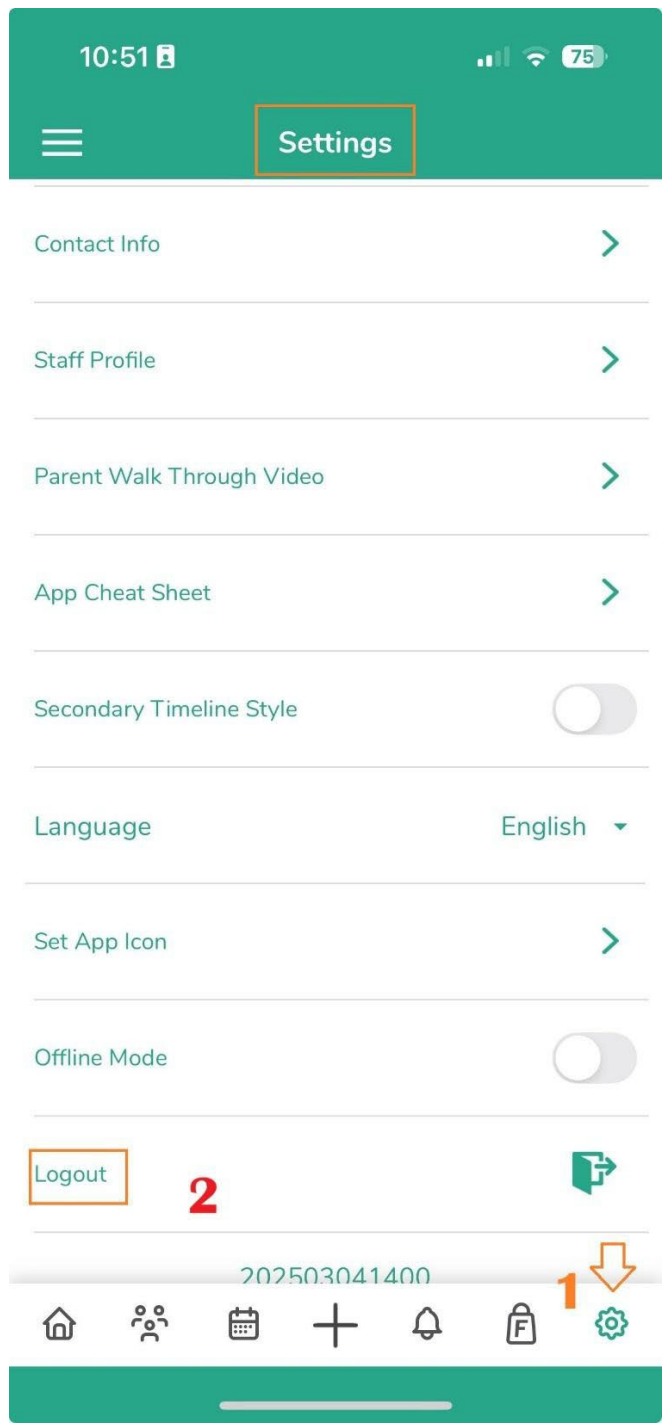 10:51 75
Settings
Contact Info
Staff Profile
Parent Walk Through Video
App Cheat Sheet
Secondary Timeline Style
Language English
Set App Icon
Offline Mode
Logout 2
202503041400
1
F